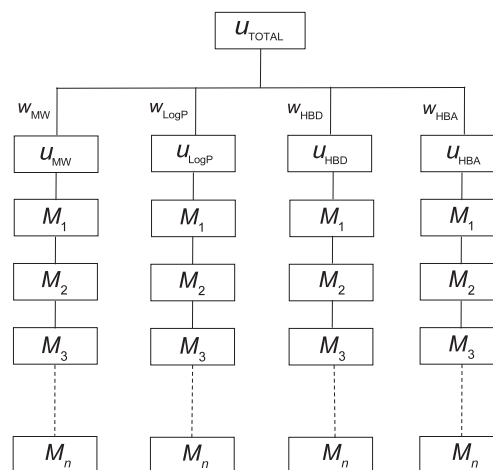 u_TOTAL
w_MW w_LogP w_HBD w_HBA
u_MW u_LogP u_HBD u_HBA
M_1 M_1 M_1 M_1
M_2 M_2 M_2 M_2
M_3 M_3 M_3 M_3
M_n M_n M_n M_n